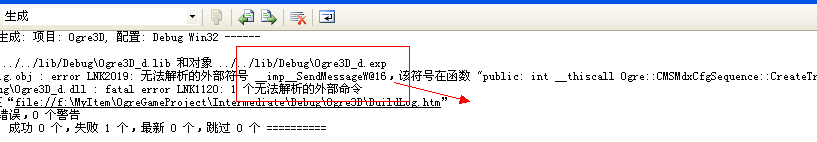 生成
生成: 项目: Ogre3D, 配置: Debug Win32 ------
../../lib/Debug\Ogre3D_d.lib 和对象 ../../lib/Debug\Ogre3D_d.exp
g.obj : error LNK2019: 无法解析的外部符号 __imp__SendMessageW@16，该符号在函数 "public: int __thiscall Ogre::CMSMdxCfgSequence::CreateTr
g\Ogre3D_d.dll : fatal error LNK1120: 1 个无法解析的外部命令
“file://f:\MyItem\OgreGameProject\Intermediate\Debug\Ogre3D\BuildLog.htm”
错误，0 个警告
成功 0 个，失败 1 个，最新 0 个，跳过 0 个 ==========